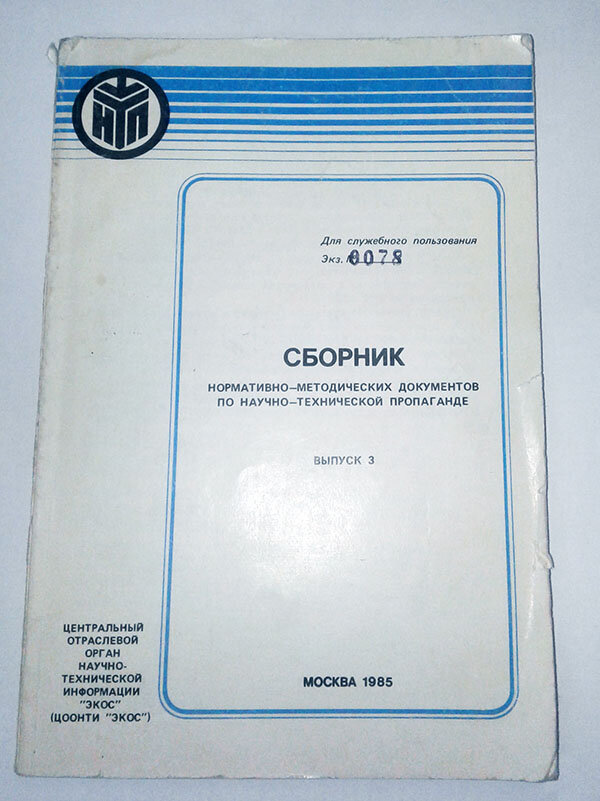 НТП
Для служебного пользования
Экз. № 0078
СБОРНИК
НОРМАТИВНО-МЕТОДИЧЕСКИХ ДОКУМЕНТОВ
ПО НАУЧНО-ТЕХНИЧЕСКОЙ ПРОПАГАНДЕ
ВЫПУСК 3
ЦЕНТРАЛЬНЫЙ
ОТРАСЛЕВОЙ
ОРГАН
НАУЧНО-
ТЕХНИЧЕСКОЙ
ИНФОРМАЦИИ
"ЭКОС"
(ЦООНТИ "ЭКОС")
МОСКВА 1985